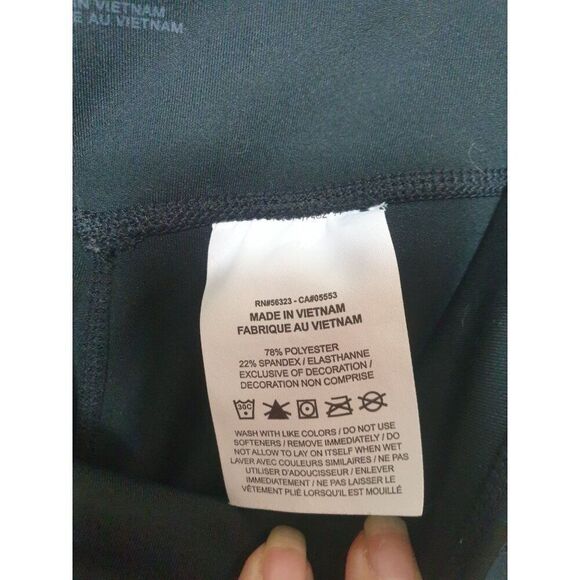 IN VIETNAM
E AU VIETNAM
RN#56323 - CA#05553
MADE IN VIETNAM
FABRIQUE AU VIETNAM
78% POLYESTER
22% SPANDEX / ELASTHANNE
EXCLUSIVE OF DECORATION /
DECORATION NON COMPRISE
30C
WASH WITH LIKE COLORS / DO NOT USE
SOFTENERS / REMOVE IMMEDIATELY / DO
NOT ALLOW TO LAY ON ITSELF WHEN WET
LAVER AVEC COULEURS SIMILAIRES / NE PAS
UTILISER D'ADOUCISSEUR / ENLEVER
IMMEDIATEMENT / NE PAS LAISSER LE
VÊTEMENT PLIÉ LORSQU'IL EST MOUILLÉ